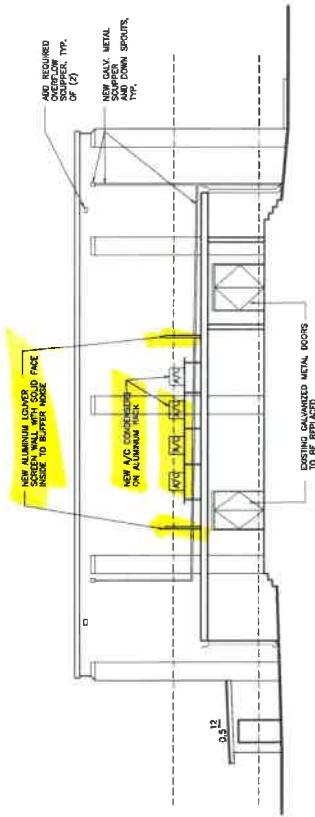 ADD REQUIRED
OVERFLOW
SCUPPER, TYP.
OF (2)
NEW GALV. METAL
SCUPPER
AND DOWN SPOUTS,
TYP.
NEW ALUMINUM LOUVER
SCREEN WALL WITH SOLID FACE
INSIDE TO BUFFER NOISE
NEW A/C CONDENSERS
ON ALUMINUM RACK
A/C
A/C
A/C
A/C
12
0.5
EXISTING GALVANIZED METAL DOORS
TO BE REPLACED